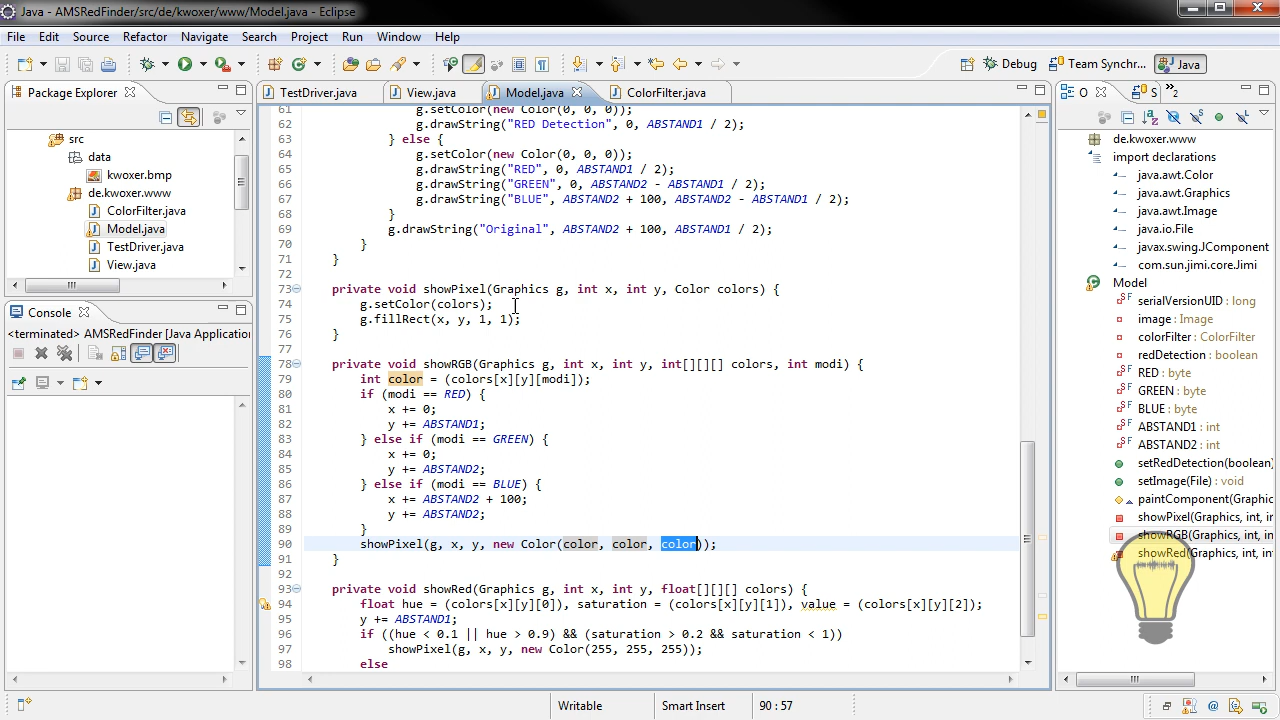 Java - AMSRedFinder/src/de/kwoxer/www/Model.java - Eclipse
File Edit Source Refactor Navigate Search Project Run Window Help
Debug Team Synchr... Java
Package Explorer
src
data
kwoxer.bmp
de.kwoxer.www
ColorFilter.java
Model.java
TestDriver.java
View.java
Console
<terminated> AMSRedFinder [Java Application]
TestDriver.java View.java Model.java ColorFilter.java
61 g.setColor(new Color(0, 0, 0));
62 g.drawString("RED Detection", 0, ABSTAND1 / 2);
63 } else {
64 g.setColor(new Color(0, 0, 0));
65 g.drawString("RED", 0, ABSTAND1 / 2);
66 g.drawString("GREEN", 0, ABSTAND2 - ABSTAND1 / 2);
67 g.drawString("BLUE", ABSTAND2 + 100, ABSTAND2 - ABSTAND1 / 2);
68 }
69 g.drawString("Original", ABSTAND2 + 100, ABSTAND1 / 2);
70 }
71 }
72
73 private void showPixel(Graphics g, int x, int y, Color colors) {
74 g.setColor(colors);
75 g.fillRect(x, y, 1, 1);
76 }
77
78 private void showRGB(Graphics g, int x, int y, int[][][] colors, int modi) {
79 int color = (colors[x][y][modi]);
80 if (modi == RED) {
81 x += 0;
82 y += ABSTAND1;
83 } else if (modi == GREEN) {
84 x += 0;
85 y += ABSTAND2;
86 } else if (modi == BLUE) {
87 x += ABSTAND2 + 100;
88 y += ABSTAND2;
89 }
90 showPixel(g, x, y, new Color(color, color, color));
91 }
92
93 private void showRed(Graphics g, int x, int y, float[][][] colors) {
94 float hue = (colors[x][y][0]), saturation = (colors[x][y][1]), value = (colors[x][y][2]);
95 y += ABSTAND1;
96 if ((hue < 0.1 || hue > 0.9) && (saturation > 0.2 && saturation < 1))
97 showPixel(g, x, y, new Color(255, 255, 255));
98 else
O S »2
de.kwoxer.www
import declarations
java.awt.Color
java.awt.Graphics
java.awt.Image
java.io.File
javax.swing.JComponent
com.sun.jimi.core.Jimi
Model
serialVersionUID : long
image : Image
colorFilter : ColorFilter
redDetection : boolean
RED : byte
GREEN : byte
BLUE : byte
ABSTAND1 : int
ABSTAND2 : int
setRedDetection(boolean)
setImage(File) : void
paintComponent(Graphic
showPixel(Graphics, int, in
showRGB(Graphics, int, in
showRed(Graphics, int, int
Writable Smart Insert 90 : 57